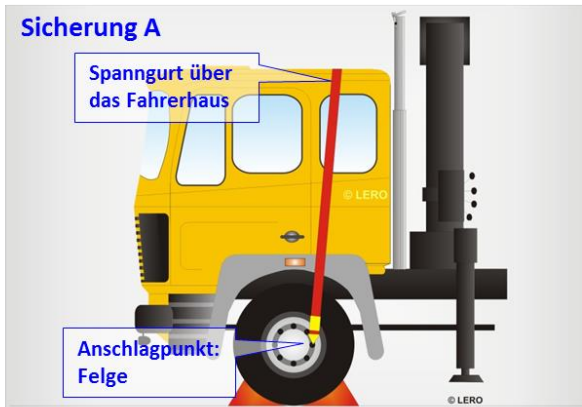 Sicherung A
Spanngurt über
das Fahrerhaus
© LERO
Anschlagpunkt:
Felge
© LERO